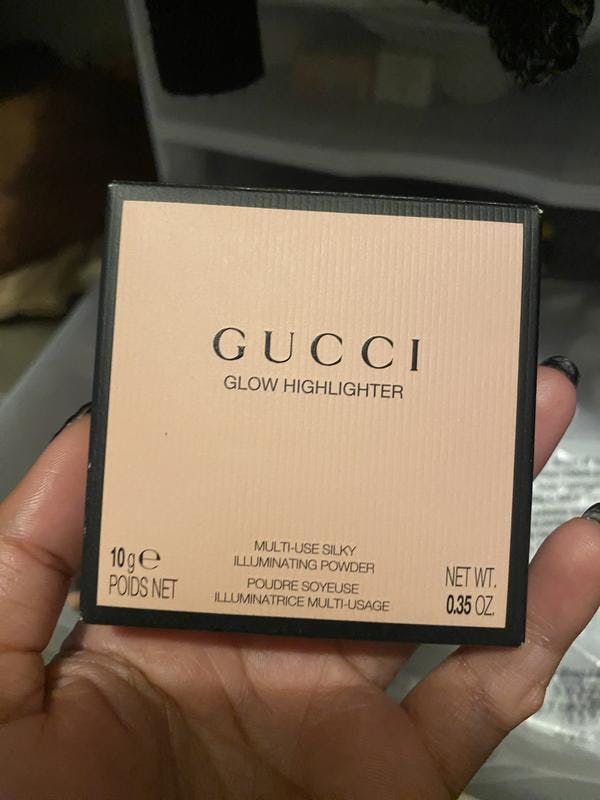 GUCCI
GLOW HIGHLIGHTER
MULTI-USE SILKY
ILLUMINATING POWDER
POUDRE SOYEUSE
ILLUMINATRICE MULTI-USAGE
10 g ℮
POIDS NET
NET WT.
0.35 OZ.